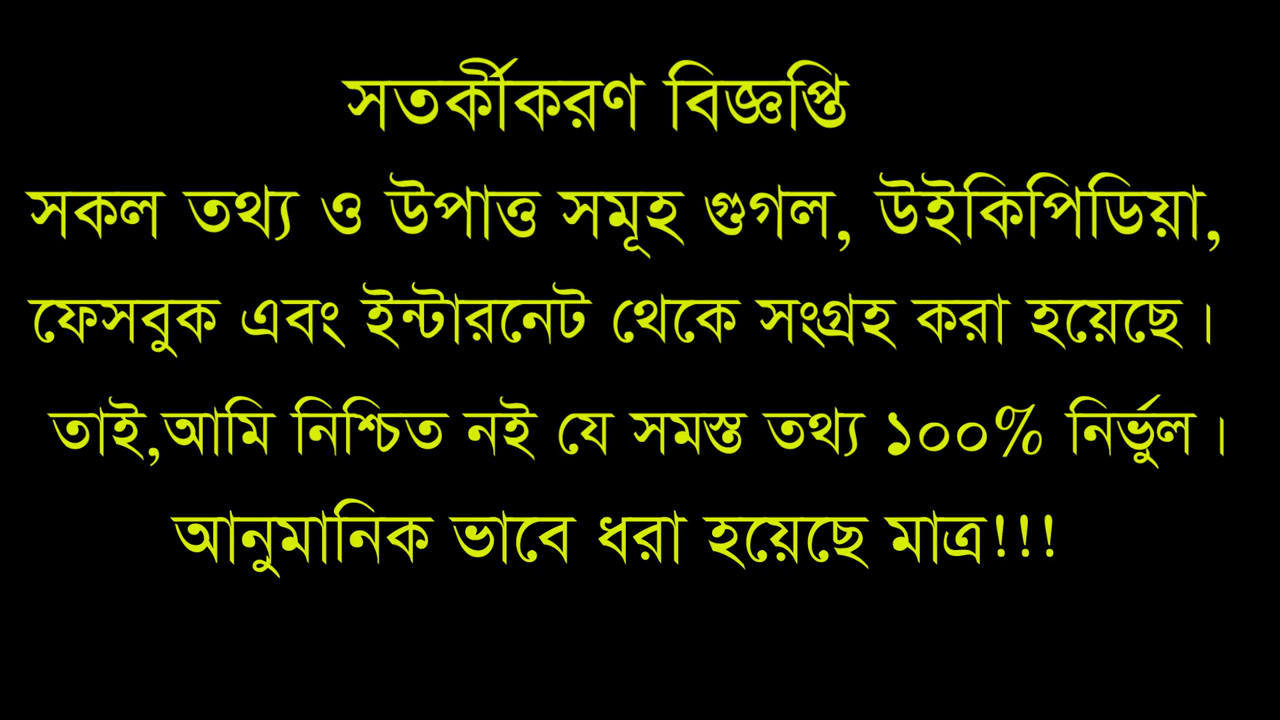 সতর্কীকরণ বিজ্ঞপ্তি
সকল তথ্য ও উপাত্ত সমূহ গুগল, উইকিপিডিয়া,
ফেসবুক এবং ইন্টারনেট থেকে সংগ্রহ করা হয়েছে।
তাই,আমি নিশ্চিত নই যে সমস্ত তথ্য ১০০% নির্ভুল।
আনুমানিক ভাবে ধরা হয়েছে মাত্র!!!